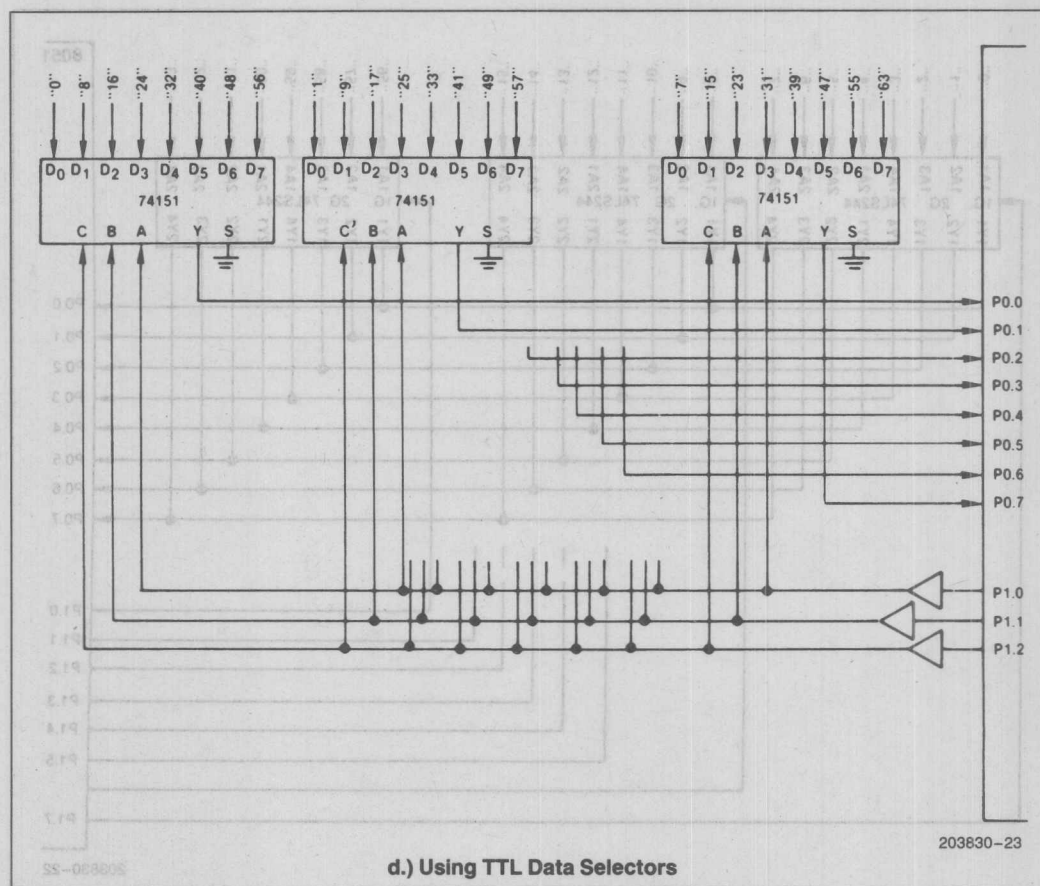 "0" "8" "16" "24" "32" "40" "48" "56" "1" "9" "17" "25" "33" "41" "49" "57" "7" "15" "23" "31" "39" "47" "55" "63"
D0 D1 D2 D3 D4 D5 D6 D7 D0 D1 D2 D3 D4 D5 D6 D7 D0 D1 D2 D3 D4 D5 D6 D7
74151 74151 74151
C B A Y S C B A Y S C B A Y S
P0.0
P0.1
P0.2
P0.3
P0.4
P0.5
P0.6
P0.7
P1.0
P1.1
P1.2
203830-23
d.) Using TTL Data Selectors